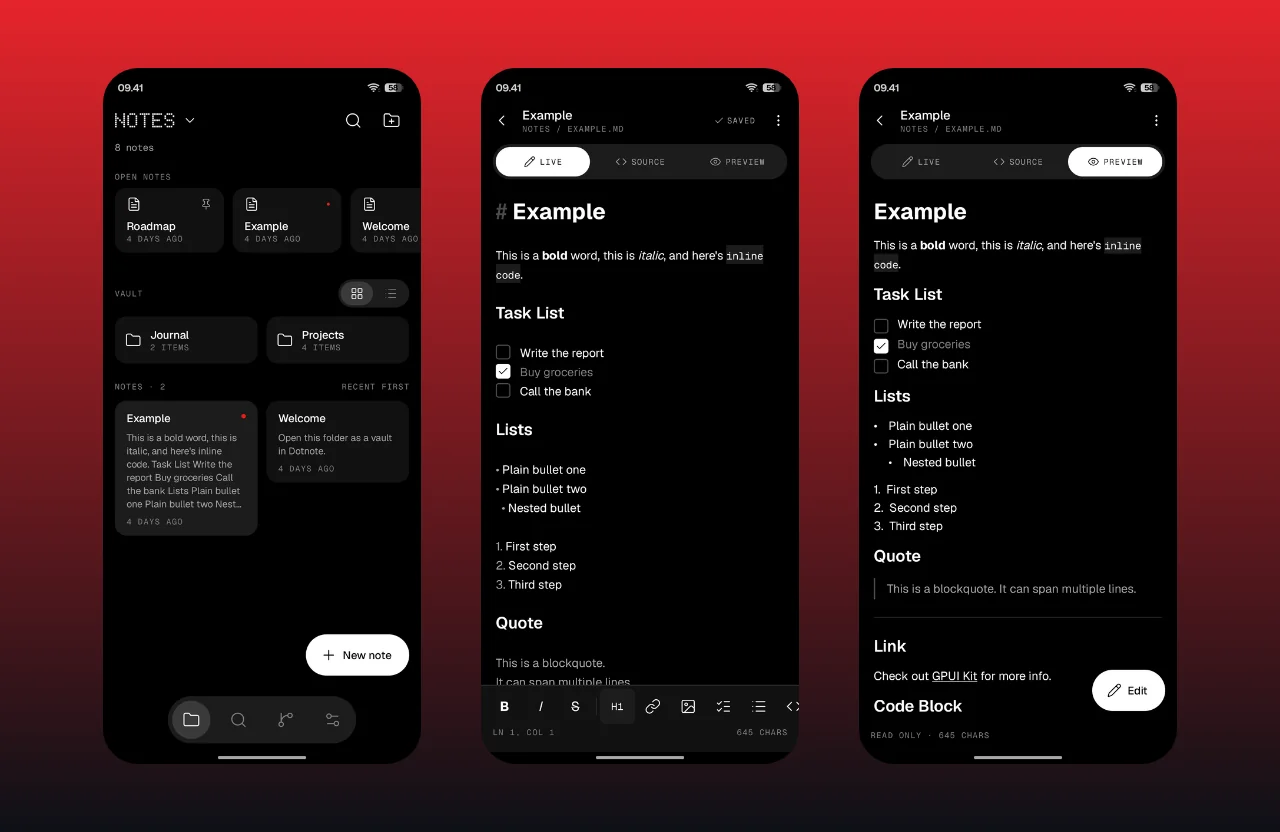 09.41
56
NOTES
8 notes
OPEN NOTES
Roadmap
4 DAYS AGO
Example
4 DAYS AGO
Welcome
4 DAYS AGO
VAULT
Journal
2 ITEMS
Projects
4 ITEMS
NOTES · 2
RECENT FIRST
Example
This is a bold word, this is
italic, and here's inline
code. Task List Write the
report Buy groceries Call
the bank Lists Plain bullet
one Plain bullet two Nest...
4 DAYS AGO
Welcome
Open this folder as a vault
in Dotnote.
4 DAYS AGO
+ New note
09.41
56
Example
NOTES / EXAMPLE.MD
SAVED
LIVE
SOURCE
PREVIEW
# Example
This is a bold word, this is italic, and here's inline
code.
Task List
Write the report
Buy groceries
Call the bank
Lists
• Plain bullet one
• Plain bullet two
• Nested bullet
1. First step
2. Second step
3. Third step
Quote
This is a blockquote.
It can span multiple lines
B I S H1
LN 1, COL 1
645 CHARS
09.41
56
Example
NOTES / EXAMPLE.MD
LIVE
SOURCE
PREVIEW
Example
This is a bold word, this is italic, and here's inline
code.
Task List
Write the report
Buy groceries
Call the bank
Lists
• Plain bullet one
• Plain bullet two
• Nested bullet
1. First step
2. Second step
3. Third step
Quote
This is a blockquote. It can span multiple lines.
Link
Check out GPUI Kit for more info.
Edit
Code Block
READ ONLY · 645 CHARS